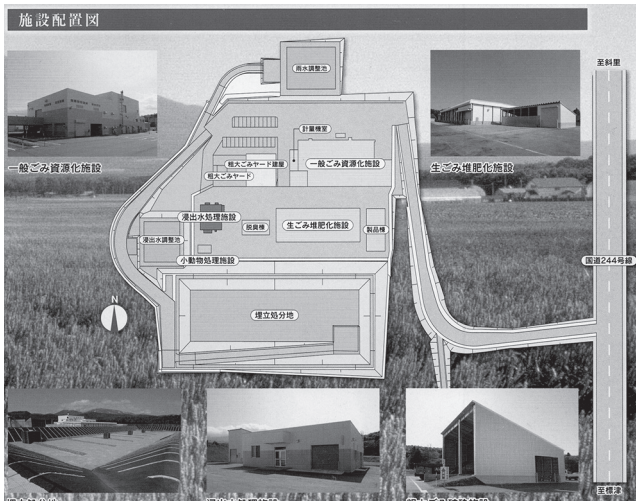 施設配置図
至斜里
雨水調整池
計量機室
粗大ごみヤード建屋
一般ごみ資源化施設
粗大ごみヤード
一般ごみ資源化施設
生ごみ堆肥化施設
浸出水処理施設
脱臭棟
生ごみ堆肥化施設
製品棟
浸出水調整池
小動物処理施設
国道244号線
N
埋立処分地
至標津